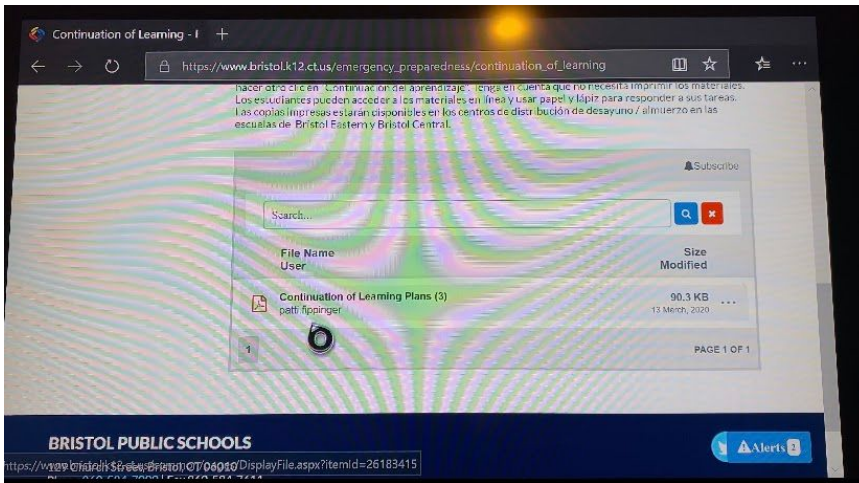 Continuation of Learning - I
https://www.bristol.k12.ct.us/emergency_preparedness/continuation_of_learning
hacer otro clic en "Continuación del aprendizaje". Tenga en cuenta que no necesita imprimir los materiales.
Los estudiantes pueden acceder a los materiales en línea y usar papel y lápiz para responder a sus tareas.
Las copias impresas estarán disponibles en los centros de distribución de desayuno / almuerzo en las
escuelas de Bristol Eastern y Bristol Central.
Subscribe
Search...
File Name Size
User Modified
Continuation of Learning Plans (3) 90.3 KB
patti fippinger 13 March, 2020
1 PAGE 1 OF 1
6
BRISTOL PUBLIC SCHOOLS
Alerts 2
DisplayFile.aspx?itemId=26183415